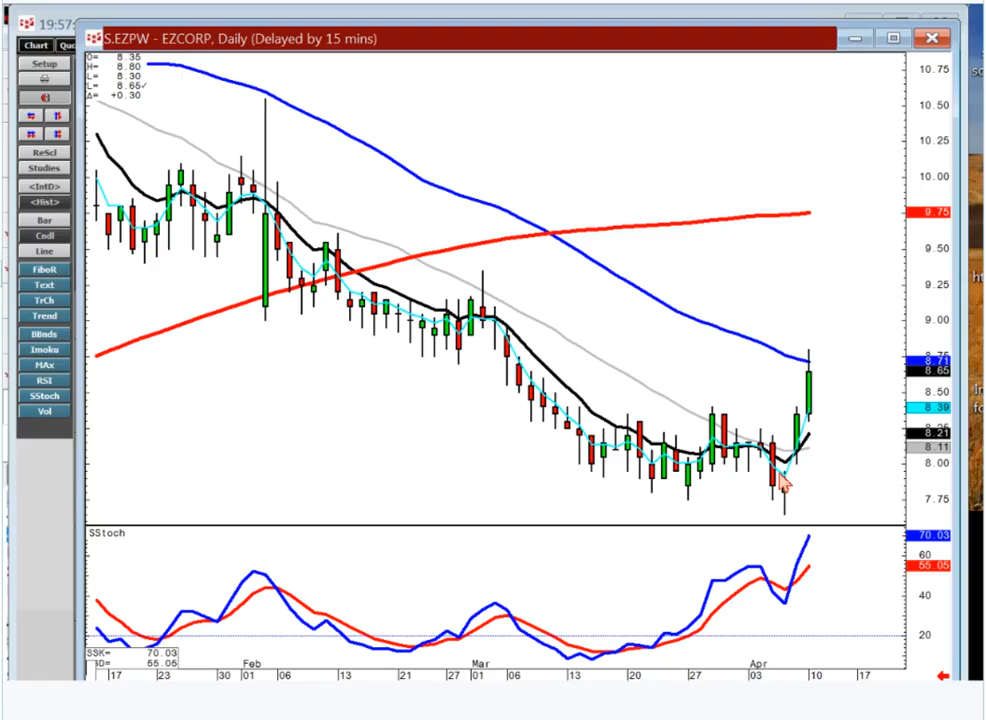 19:57:
S.EZPW - EZCORP, Daily (Delayed by 15 mins)
Chart
Setup
ReScl
Studies
<IntD>
<Hist>
Bar
Cndl
Line
FiboR
Text
TrCh
Trend
BBnds
Imoku
MAx
RSI
SStoch
Vol
O= 8.35
H= 8.80
L= 8.30
L= 8.65✓
Δ= +0.30
10.75
10.50
10.25
10.00
9.75
9.50
9.25
9.00
8.71
8.65
8.50
8.39
8.21
8.11
8.00
7.75
SStoch
70.03
60
55.05
40
20
SSK= 70.03
SD= 55.05
17
23
30
Feb
01
06
13
21
27
Mar
01
06
13
20
27
Apr
03
10
17